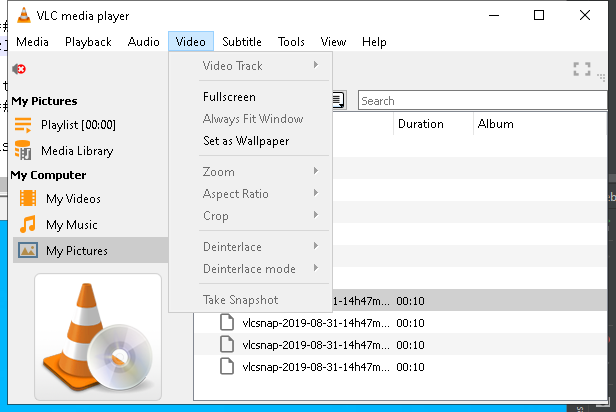 VLC media player
Media Playback Audio Video Subtitle Tools View Help
Video Track
My Pictures
Fullscreen
Search
Playlist [00:00]
Always Fit Window
Duration Album
Media Library
Set as Wallpaper
My Computer
Zoom
My Videos
Aspect Ratio
My Music
Crop
My Pictures
Deinterlace
Deinterlace mode
Take Snapshot
-31-14h47m... 00:10
vlcsnap-2019-08-31-14h47m... 00:10
vlcsnap-2019-08-31-14h47m... 00:10
vlcsnap-2019-08-31-14h47m... 00:10